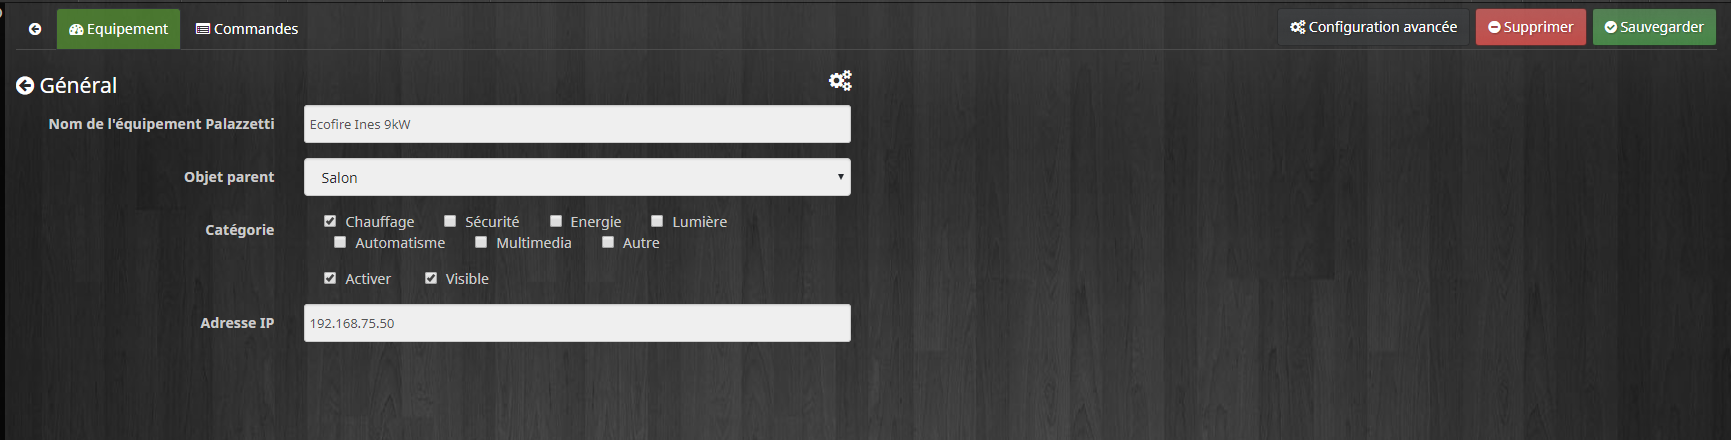 Equipement Commandes Configuration avancée Supprimer Sauvegarder
Général
Nom de l'équipement Palazzetti Ecofire Ines 9kW
Objet parent Salon
Catégorie Chauffage Sécurité Energie Lumière
Automatisme Multimedia Autre
Activer Visible
Adresse IP 192.168.75.50